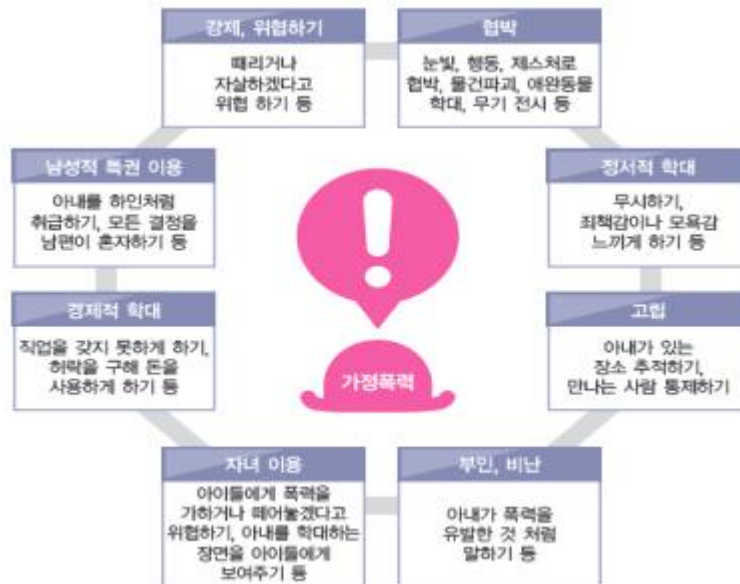 강제, 위협하기
때리거나
자살하겠다고
위협 하기 등
협박
눈빛, 행동, 제스처로
협박, 물건파괴, 애완동물
학대, 무기 전시 등
남성적 특권 이용
아내를 하인처럼
취급하기, 모든 결정을
남편이 혼자하기 등
정서적 학대
무시하기,
죄책감이나 모욕감
느끼게 하기 등
경제적 학대
직업을 갖지 못하게 하기,
허락을 구해 돈을
사용하게 하기 등
고립
아내가 있는
장소 추적하기,
만나는 사람 통제하기
가정폭력
자녀 이용
아이들에게 폭력을
가하거나 떼어놓겠다고
위협하기, 아내를 학대하는
장면을 아이들에게
보여주기 등
부인, 비난
아내가 폭력을
유발한 것 처럼
말하기 등